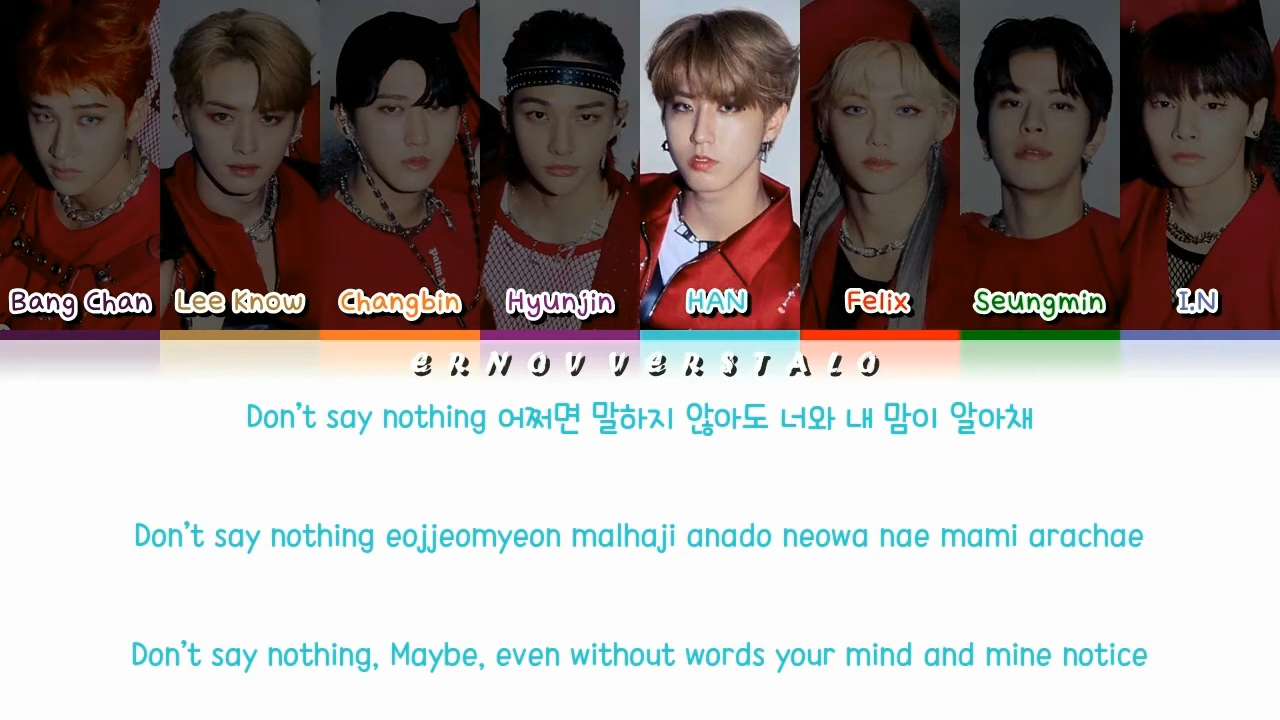 Bang Chan Lee Know Changbin Hyunjin HAN Felix Seungmin I.N
ERNOV VERSTALO
Don't say nothing 어쩌면 말하지 않아도 너와 내 맘이 알아채
Don't say nothing eojjeomyeon malhaji anado neowa nae mami arachae
Don't say nothing, Maybe, even without words your mind and mine notice